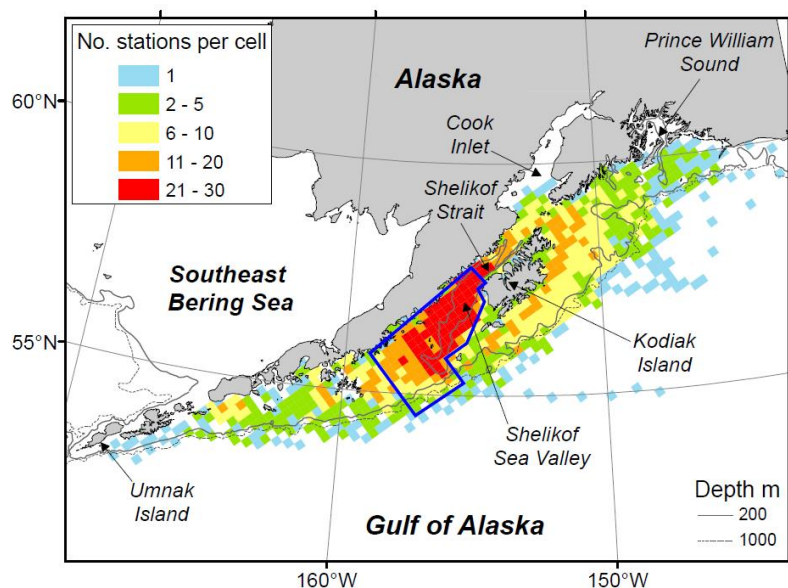 No. stations per cell
1
2 - 5
6 - 10
11 - 20
21 - 30
60°N
55°N
Alaska
Prince William
Sound
Cook
Inlet
Shelikof
Strait
Southeast
Bering Sea
Kodiak
Island
Shelikof
Sea Valley
Umnak
Island
Gulf of Alaska
Depth m
200
1000
160°W
150°W